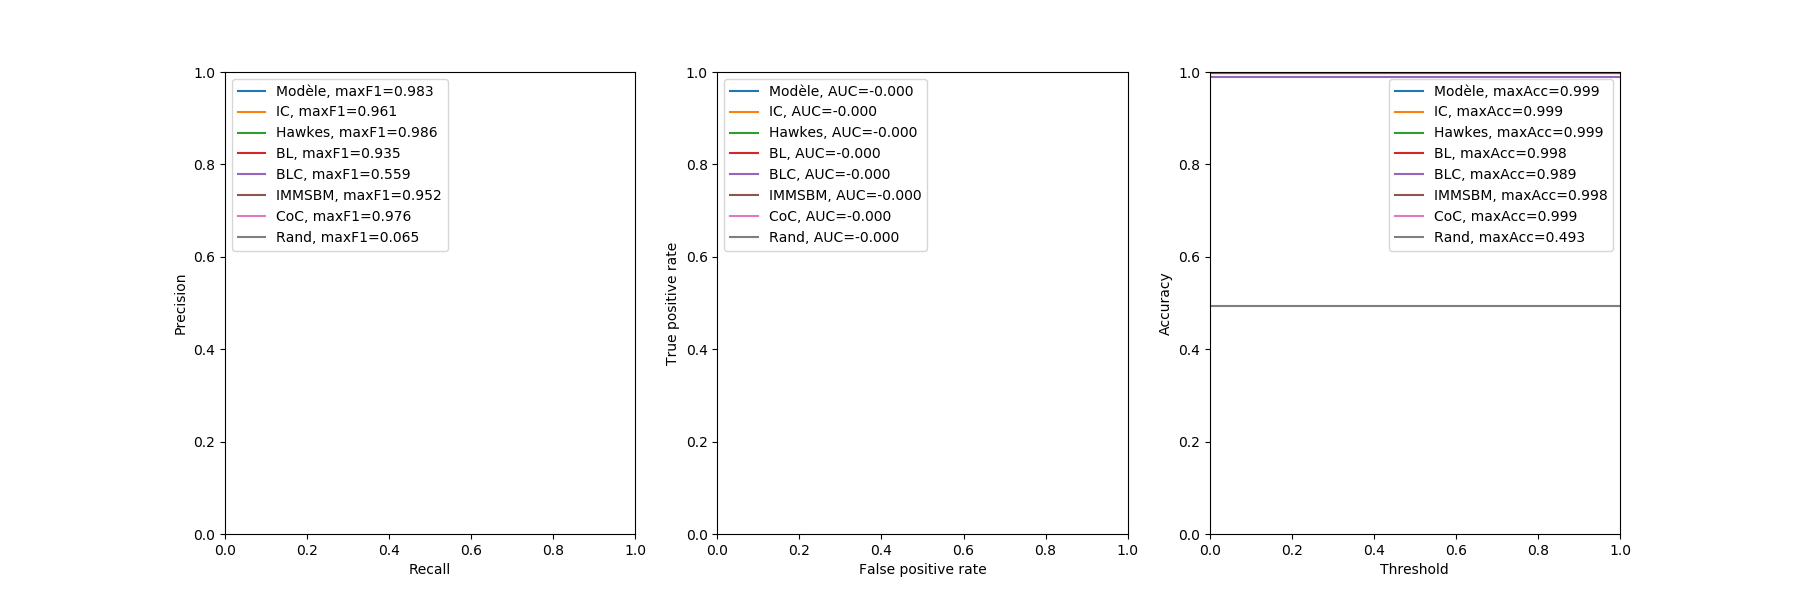 1.0
0.8
0.6
0.4
0.2
0.0
Precision
Modèle, maxF1=0.983
IC, maxF1=0.961
Hawkes, maxF1=0.986
BL, maxF1=0.935
BLC, maxF1=0.559
IMMSBM, maxF1=0.952
CoC, maxF1=0.976
Rand, maxF1=0.065
0.0 0.2 0.4 0.6 0.8 1.0
Recall
1.0
0.8
0.6
0.4
0.2
0.0
True positive rate
Modèle, AUC=-0.000
IC, AUC=-0.000
Hawkes, AUC=-0.000
BL, AUC=-0.000
BLC, AUC=-0.000
IMMSBM, AUC=-0.000
CoC, AUC=-0.000
Rand, AUC=-0.000
0.0 0.2 0.4 0.6 0.8 1.0
False positive rate
1.0
0.8
0.6
0.4
0.2
0.0
Accuracy
Modèle, maxAcc=0.999
IC, maxAcc=0.999
Hawkes, maxAcc=0.999
BL, maxAcc=0.998
BLC, maxAcc=0.989
IMMSBM, maxAcc=0.998
CoC, maxAcc=0.999
Rand, maxAcc=0.493
0.0 0.2 0.4 0.6 0.8 1.0
Threshold